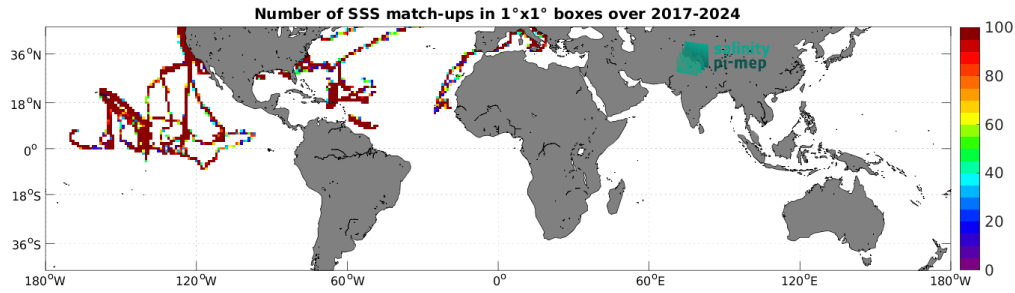 Number of SSS match-ups in 1°x1° boxes over 2017-2024
salinity
pi-mep
36°N
18°N
0°
18°S
36°S
180°W
120°W
60°W
0°
60°E
120°E
180°W
100
80
60
40
20
0